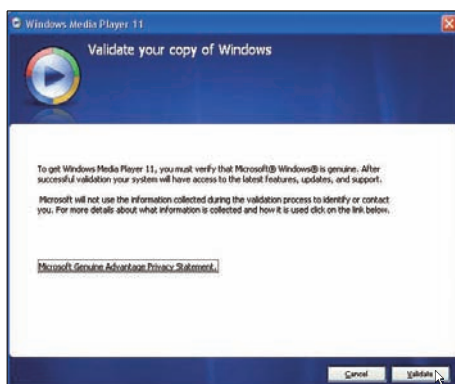 Windows Media Player 11
Validate your copy of Windows
To get Windows Media Player 11, you must verify that Microsoft® Windows® is genuine. After
successful validation your system will have access to the latest features, updates, and support.
Microsoft will not use the information collected during the validation process to identify or contact
you. For more details about what information is collected and how it is used click on the link below.
Microsoft Genuine Advantage Privacy Statement.
Cancel
Validate